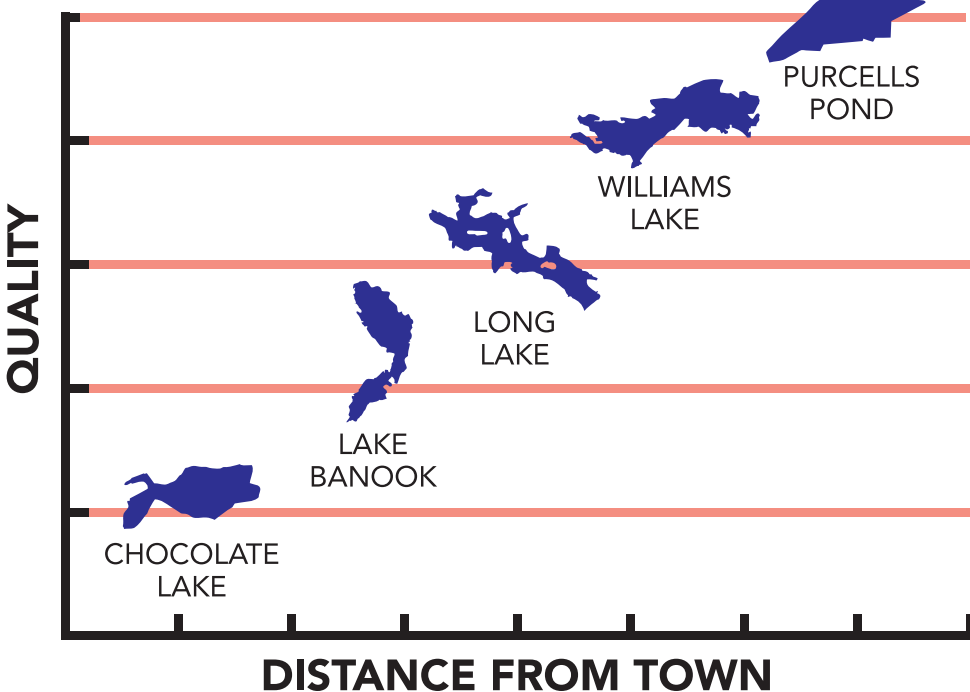 PURCELLS
POND
WILLIAMS
LAKE
LONG
LAKE
LAKE
BANOOK
CHOCOLATE
LAKE
QUALITY
DISTANCE FROM TOWN